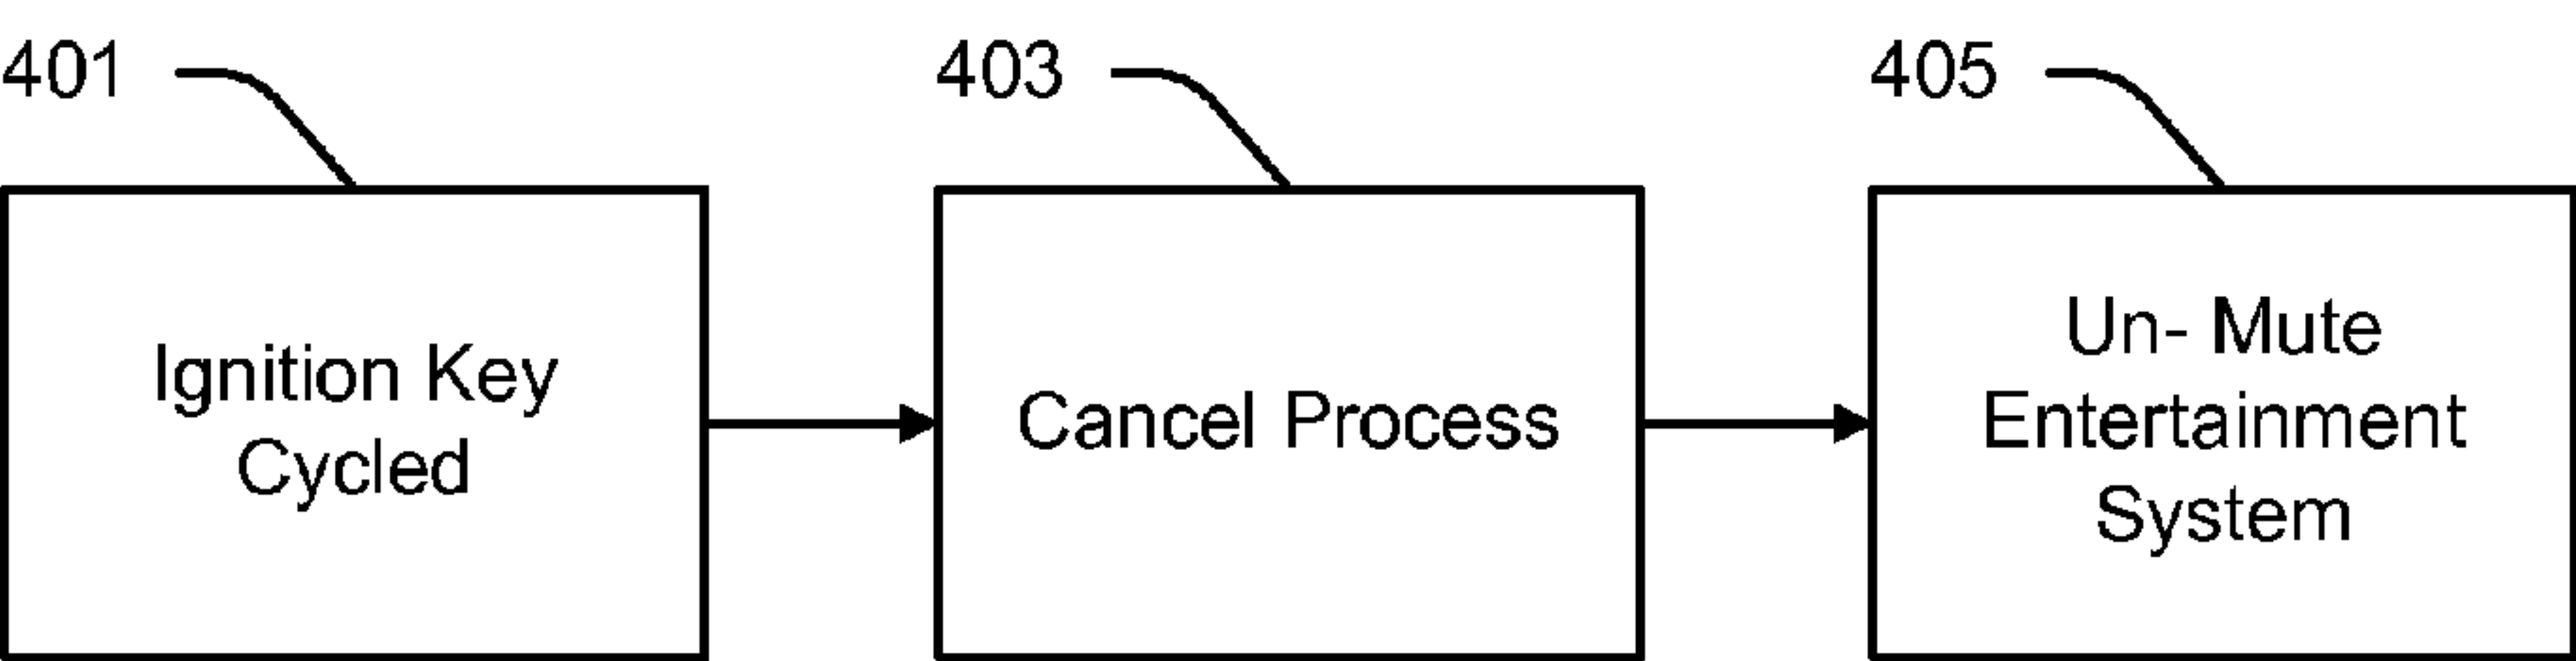 401
403
405
Ignition Key
Cycled
Cancel Process
Un- Mute
Entertainment
System